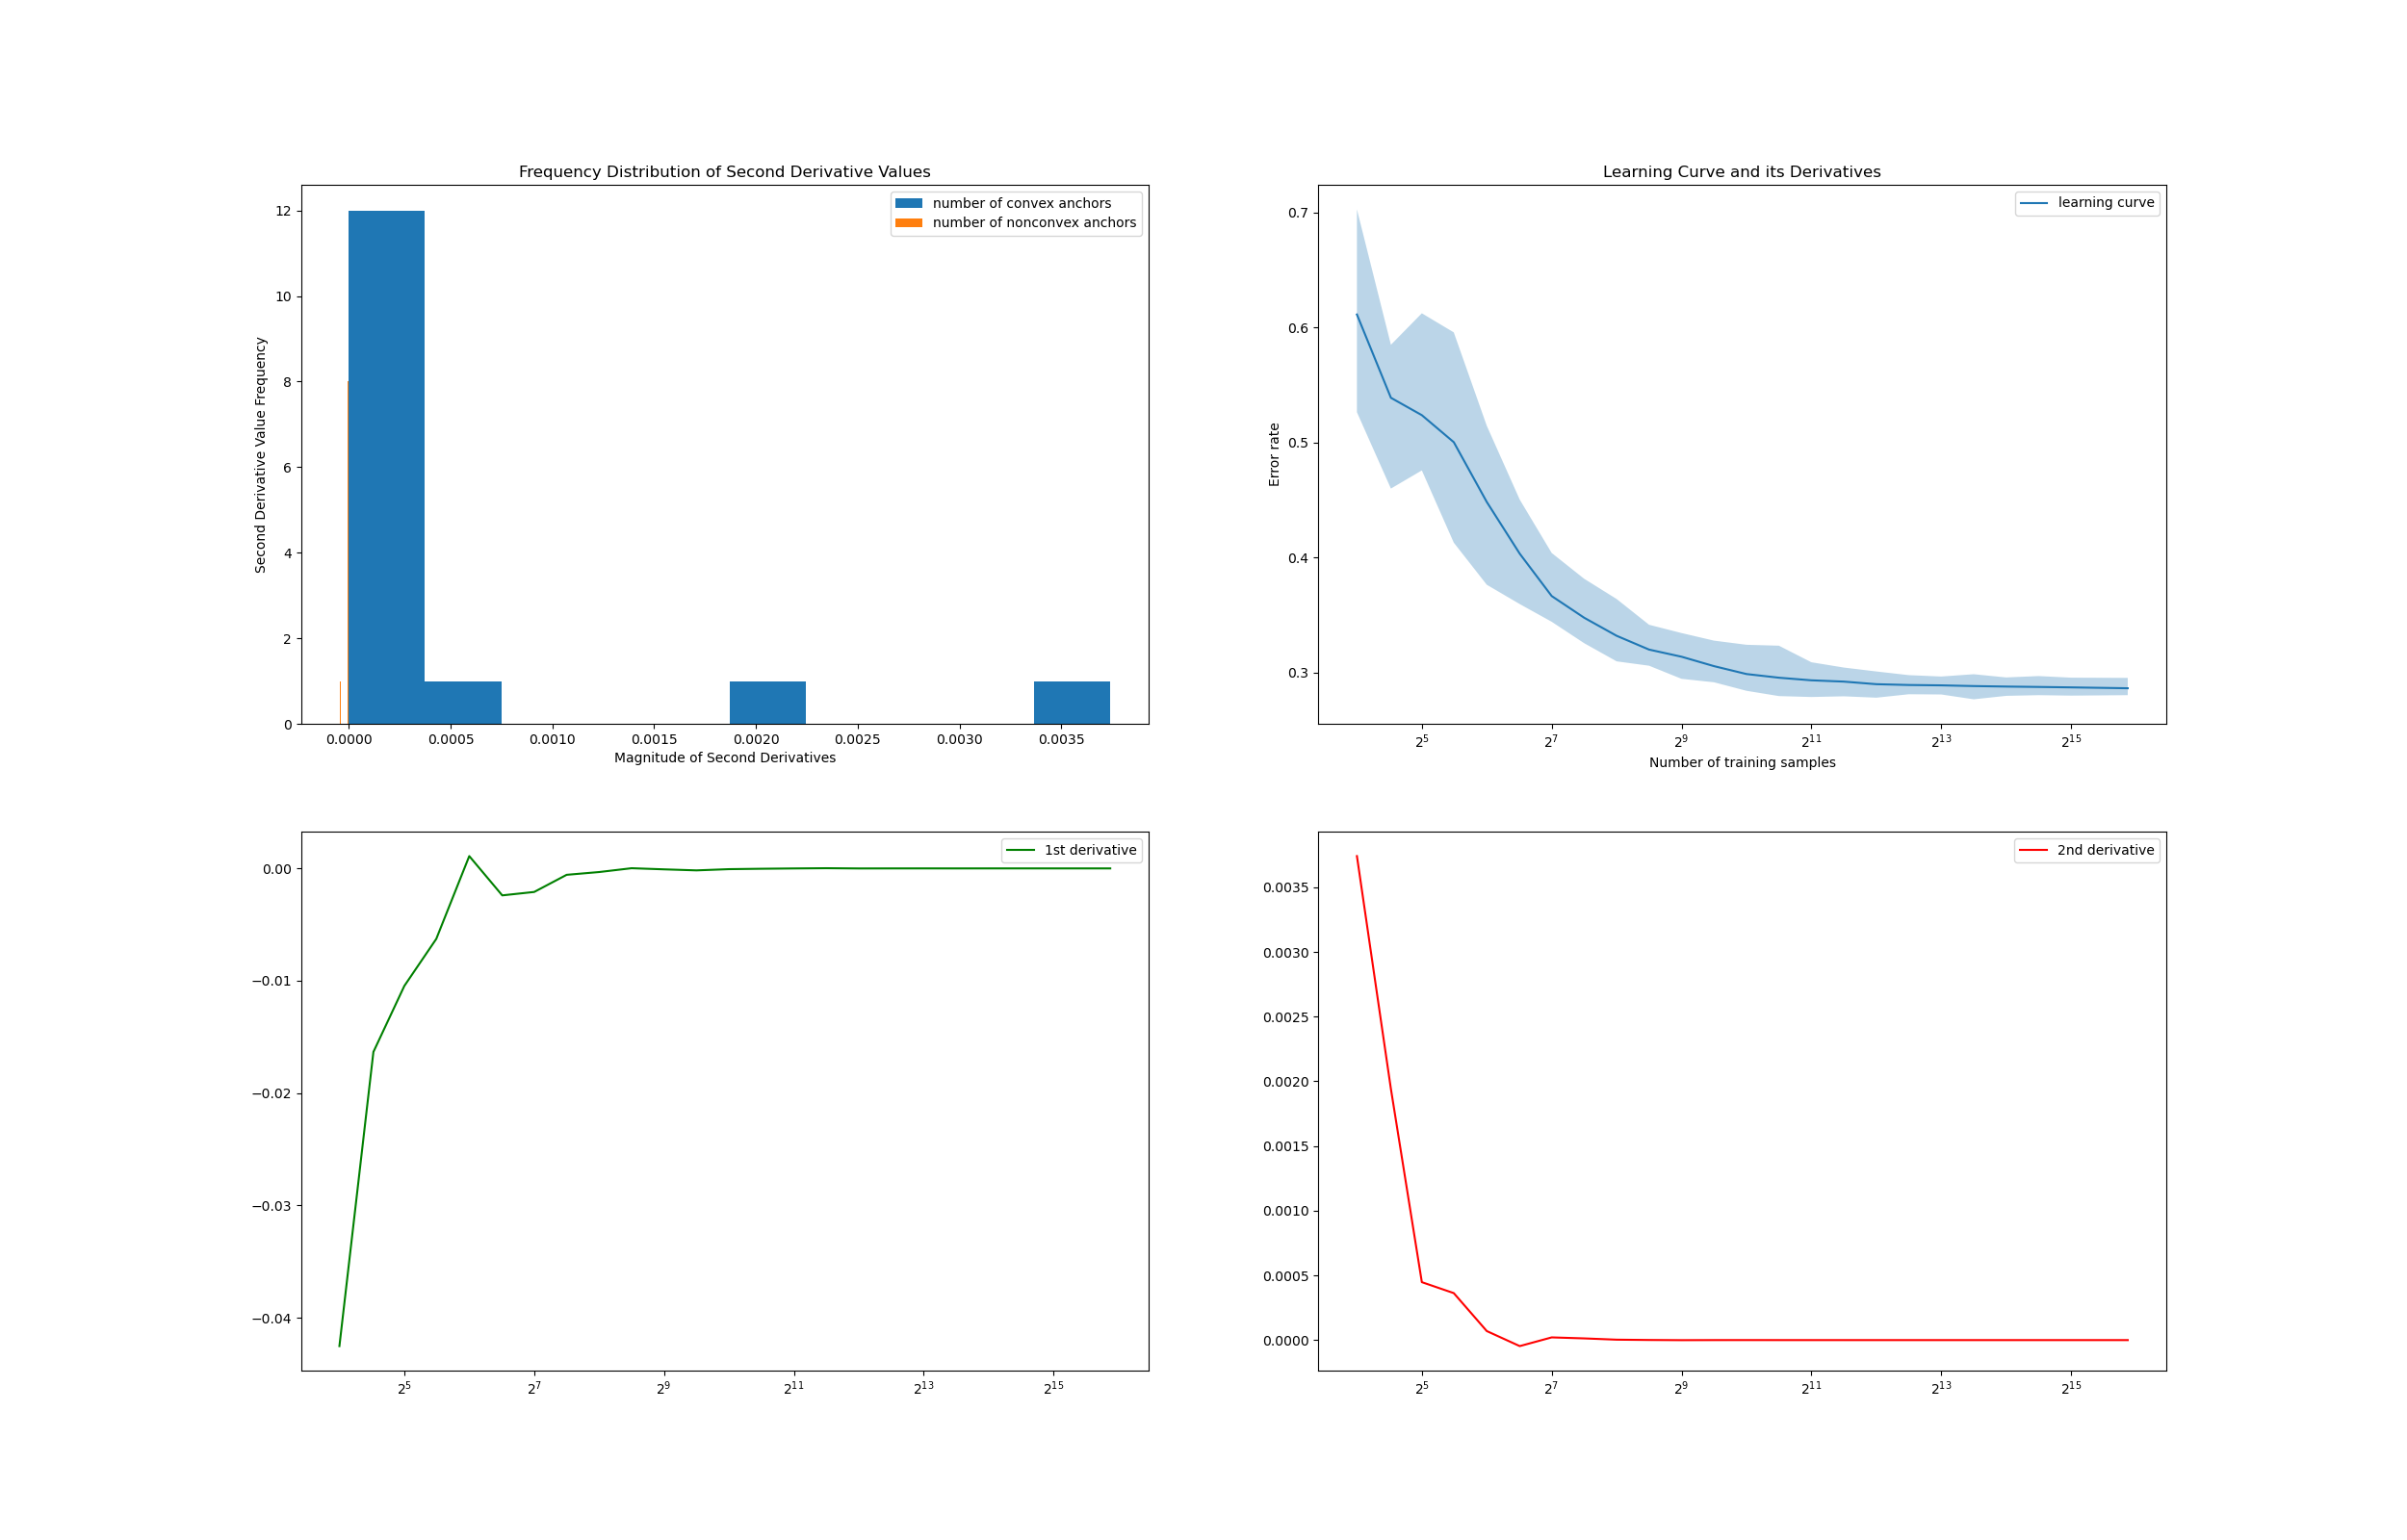 Frequency Distribution of Second Derivative Values
number of convex anchors
number of nonconvex anchors
12
10
8
6
4
2
0
Second Derivative Value Frequency
0.0000 0.0005 0.0010 0.0015 0.0020 0.0025 0.0030 0.0035
Magnitude of Second Derivatives
Learning Curve and its Derivatives
learning curve
0.7
0.6
0.5
0.4
0.3
Error rate
2^5 2^7 2^9 2^11 2^13 2^15
Number of training samples
1st derivative
0.00
−0.01
−0.02
−0.03
−0.04
2^5 2^7 2^9 2^11 2^13 2^15
2nd derivative
0.0035
0.0030
0.0025
0.0020
0.0015
0.0010
0.0005
0.0000
2^5 2^7 2^9 2^11 2^13 2^15